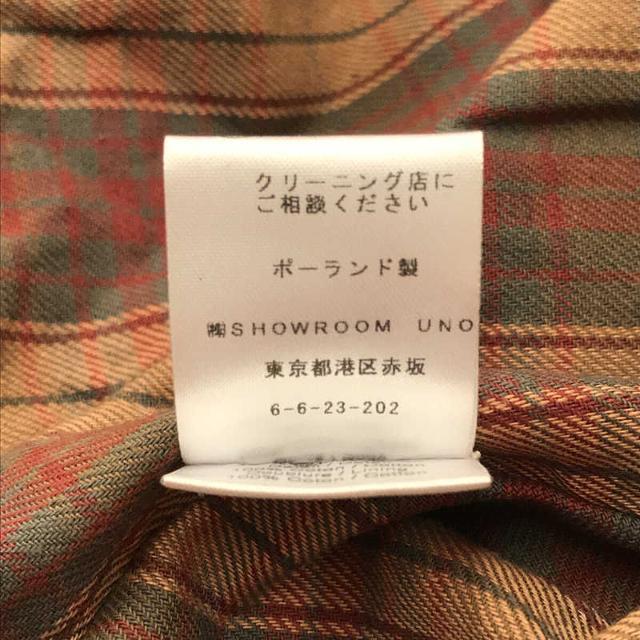 クリーニング店に
ご相談ください
ポーランド製
㈱SHOWROOM UNO
東京都港区赤坂
6-6-23-202